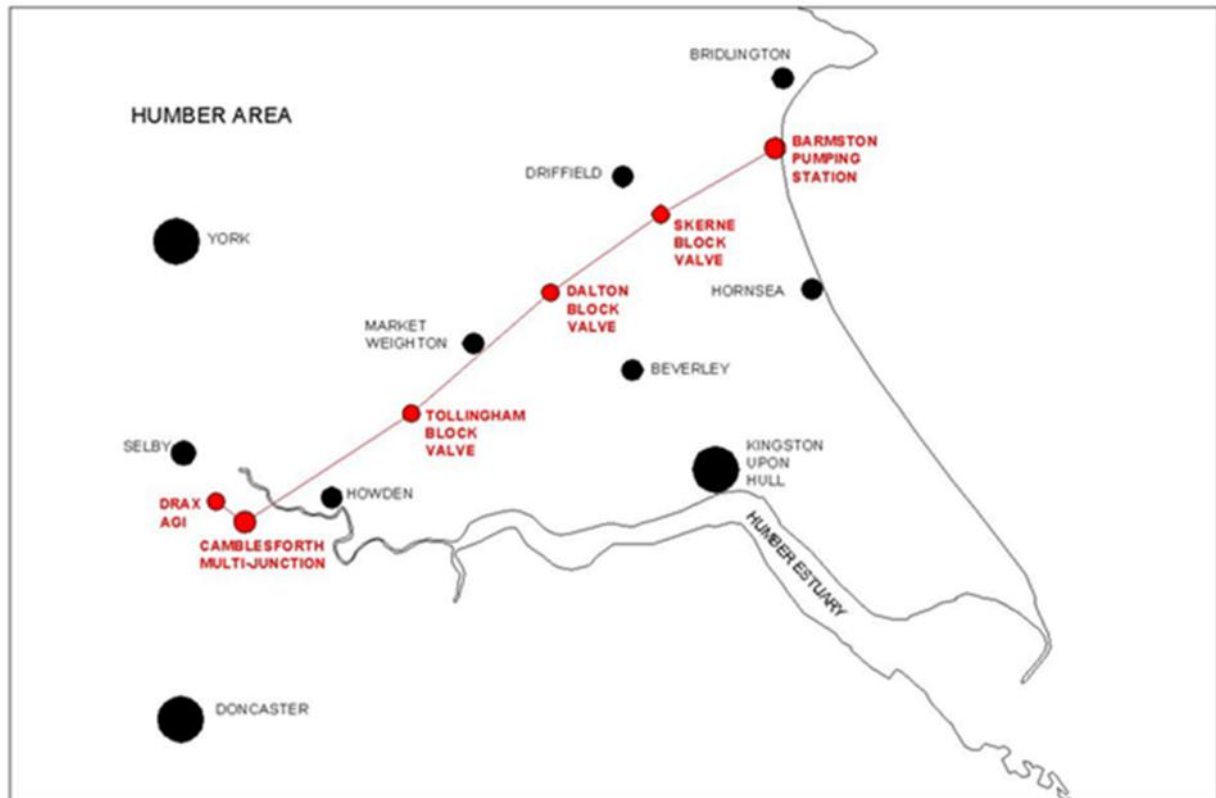 BRIDLINGTON
HUMBER AREA
BARMSTON
PUMPING
STATION
DRIFFIELD
SKERNE
BLOCK
VALVE
YORK
DALTON
BLOCK
VALVE
HORNSEA
MARKET
WEIGHTON
BEVERLEY
TOLLINGHAM
BLOCK
VALVE
SELBY
KINGSTON
UPON
HULL
HOWDEN
DRAX
AGI
CAMBLESFORTH
MULTI-JUNCTION
HUMBER ESTUARY
DONCASTER